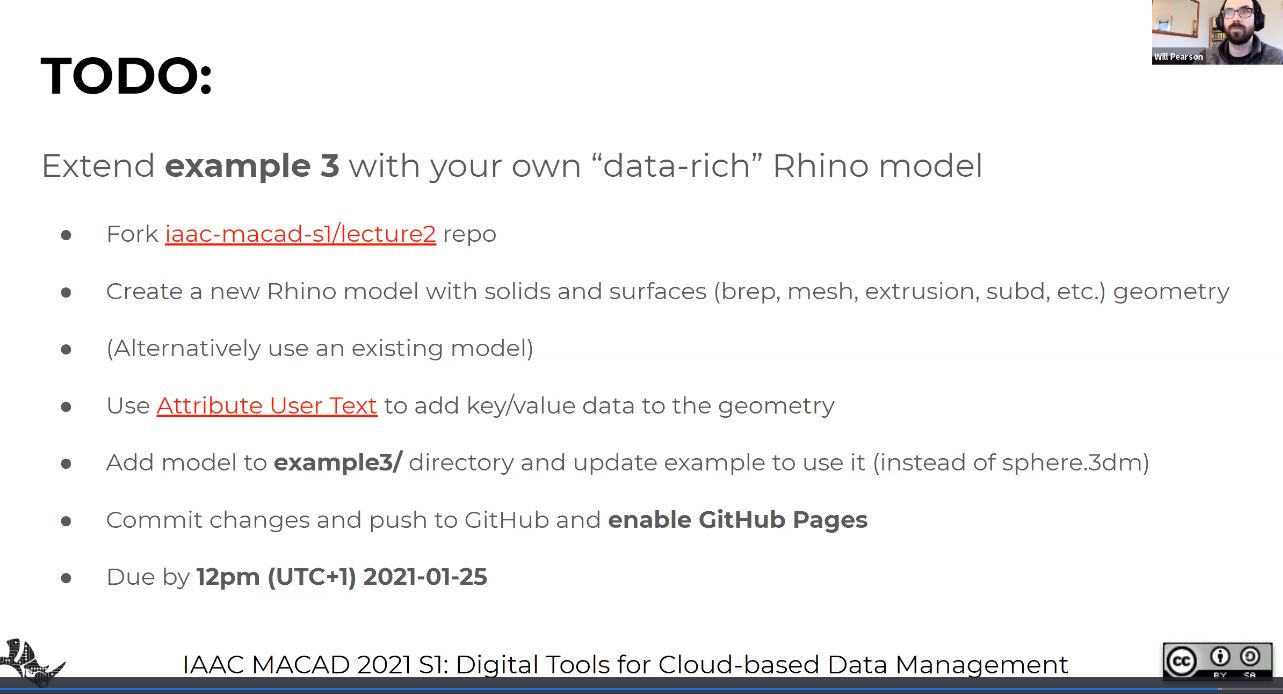 Will Pearson
TODO:
Extend example 3 with your own “data-rich” Rhino model
● Fork iaac-macad-s1/lecture2 repo
● Create a new Rhino model with solids and surfaces (brep, mesh, extrusion, subd, etc.) geometry
● (Alternatively use an existing model)
● Use Attribute User Text to add key/value data to the geometry
● Add model to example3/ directory and update example to use it (instead of sphere.3dm)
● Commit changes and push to GitHub and enable GitHub Pages
● Due by 12pm (UTC+1) 2021-01-25
IAAC MACAD 2021 S1: Digital Tools for Cloud-based Data Management
cc
BY SA